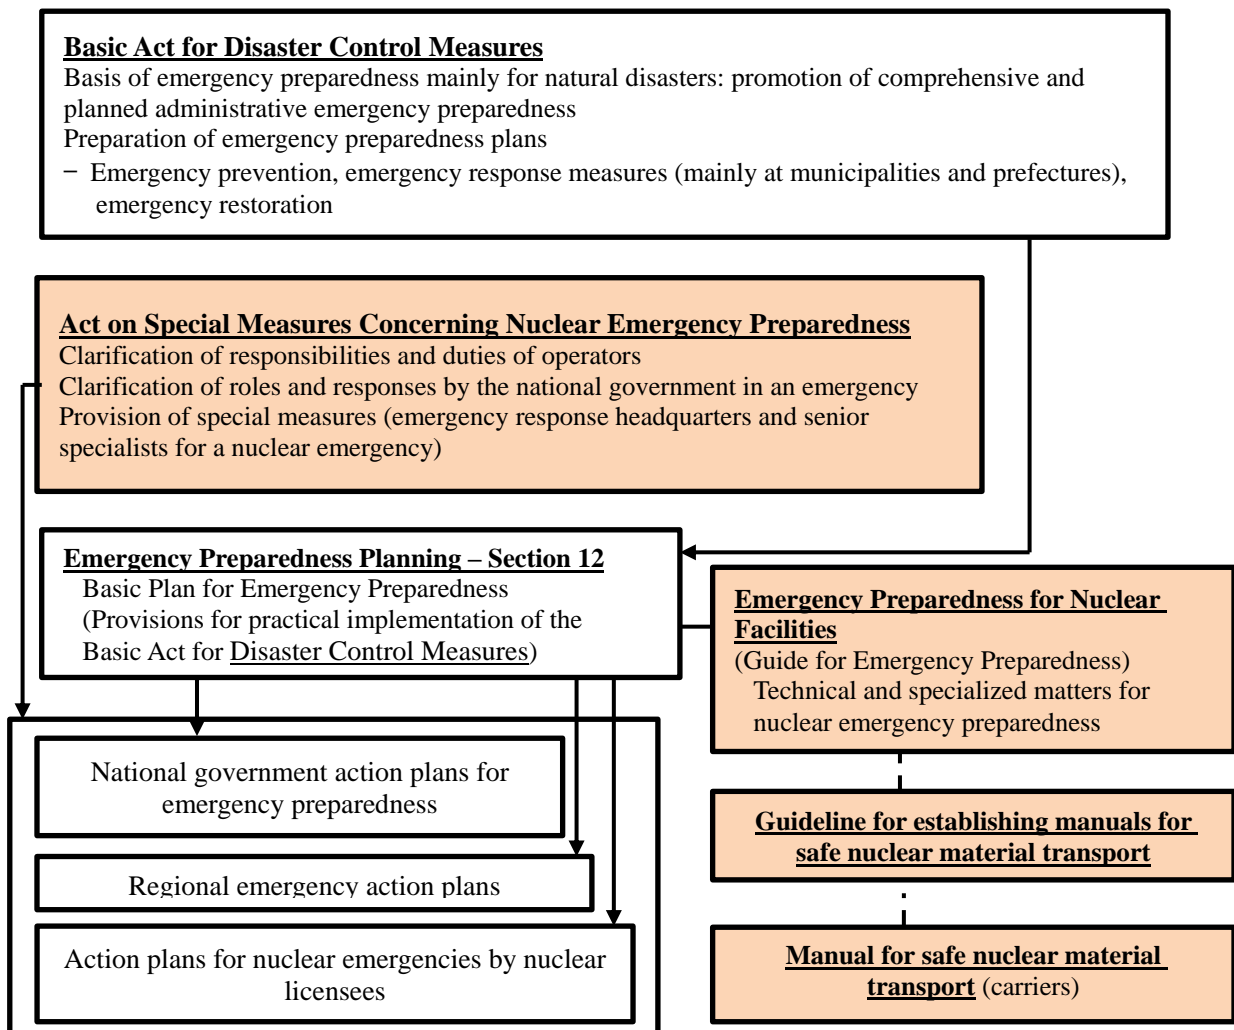 Basic Act for Disaster Control Measures
Basis of emergency preparedness mainly for natural disasters: promotion of comprehensive and
planned administrative emergency preparedness
Preparation of emergency preparedness plans
− Emergency prevention, emergency response measures (mainly at municipalities and prefectures),
emergency restoration
Act on Special Measures Concerning Nuclear Emergency Preparedness
Clarification of responsibilities and duties of operators
Clarification of roles and responses by the national government in an emergency
Provision of special measures (emergency response headquarters and senior
specialists for a nuclear emergency)
Emergency Preparedness Planning – Section 12
Basic Plan for Emergency Preparedness
(Provisions for practical implementation of the
Basic Act for Disaster Control Measures)
Emergency Preparedness for Nuclear
Facilities
(Guide for Emergency Preparedness)
Technical and specialized matters for
nuclear emergency preparedness
National government action plans for
emergency preparedness
Regional emergency action plans
Action plans for nuclear emergencies by nuclear
licensees
Guideline for establishing manuals for
safe nuclear material transport
Manual for safe nuclear material
transport (carriers)